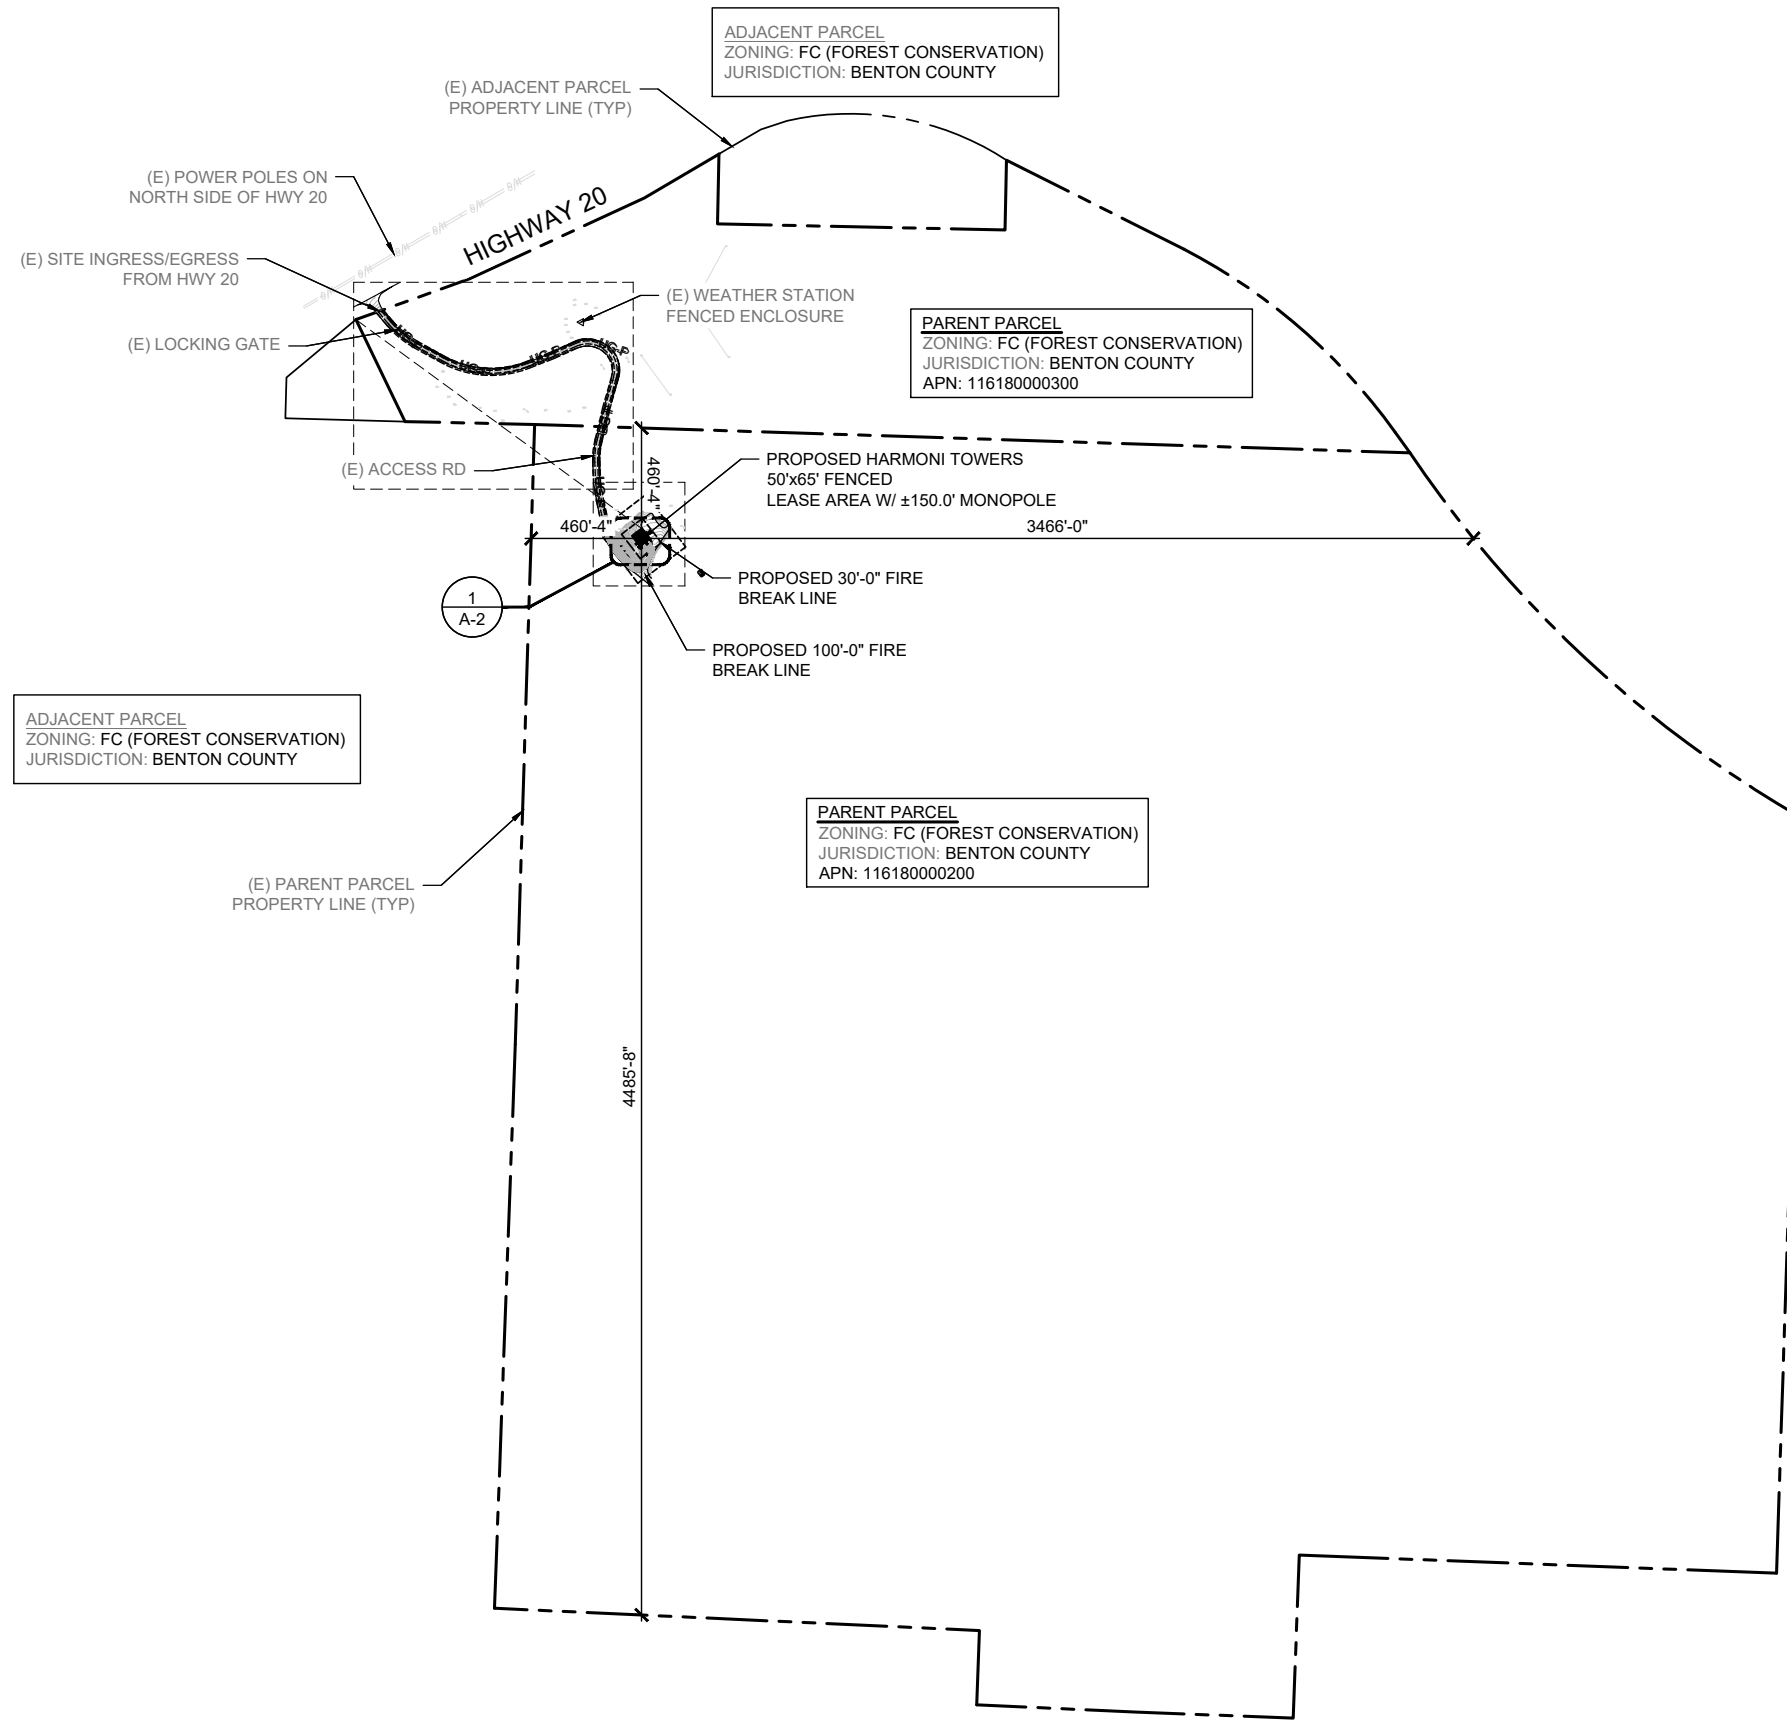 ADJACENT PARCEL
ZONING: FC (FOREST CONSERVATION)
JURISDICTION: BENTON COUNTY
(E) ADJACENT PARCEL
PROPERTY LINE (TYP)
(E) POWER POLES ON
NORTH SIDE OF HWY 20
HIGHWAY 20
(E) SITE INGRESS/EGRESS
FROM HWY 20
(E) WEATHER STATION
FENCED ENCLOSURE
(E) LOCKING GATE
PARENT PARCEL
ZONING: FC (FOREST CONSERVATION)
JURISDICTION: BENTON COUNTY
APN: 116180000300
(E) ACCESS RD
460'-4"
PROPOSED HARMONI TOWERS
50'x65' FENCED
LEASE AREA W/ ±150.0' MONOPOLE
460'-4"
3466'-0"
PROPOSED 30'-0" FIRE
BREAK LINE
1
A-2
PROPOSED 100'-0" FIRE
BREAK LINE
ADJACENT PARCEL
ZONING: FC (FOREST CONSERVATION)
JURISDICTION: BENTON COUNTY
PARENT PARCEL
ZONING: FC (FOREST CONSERVATION)
JURISDICTION: BENTON COUNTY
APN: 116180000200
(E) PARENT PARCEL
PROPERTY LINE (TYP)
4485'-8"